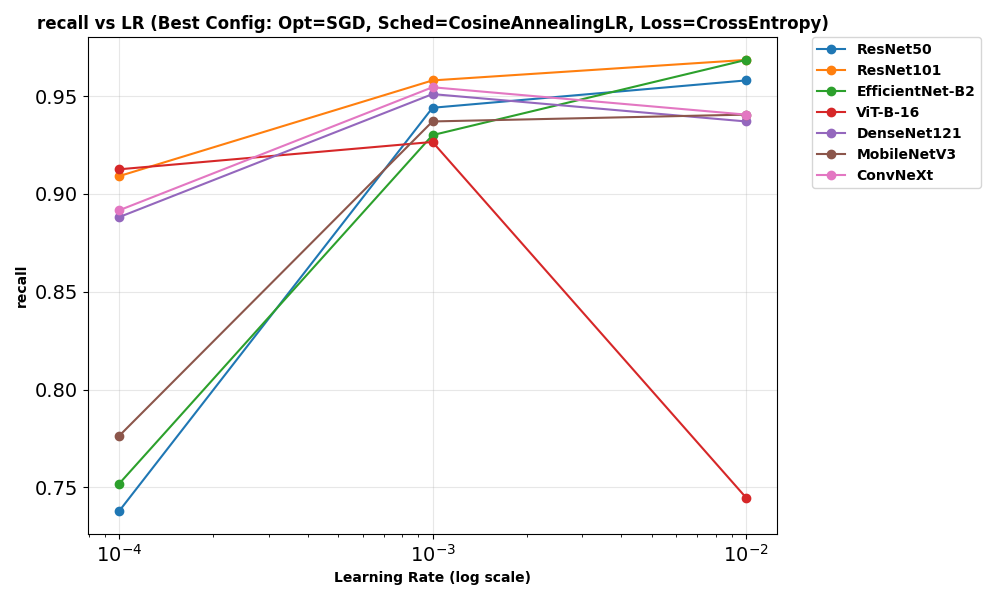 recall vs LR (Best Config: Opt=SGD, Sched=CosineAnnealingLR, Loss=CrossEntropy)
ResNet50
ResNet101
EfficientNet-B2
ViT-B-16
DenseNet121
MobileNetV3
ConvNeXt
recall
0.95
0.90
0.85
0.80
0.75
10⁻⁴ 10⁻³ 10⁻²
Learning Rate (log scale)